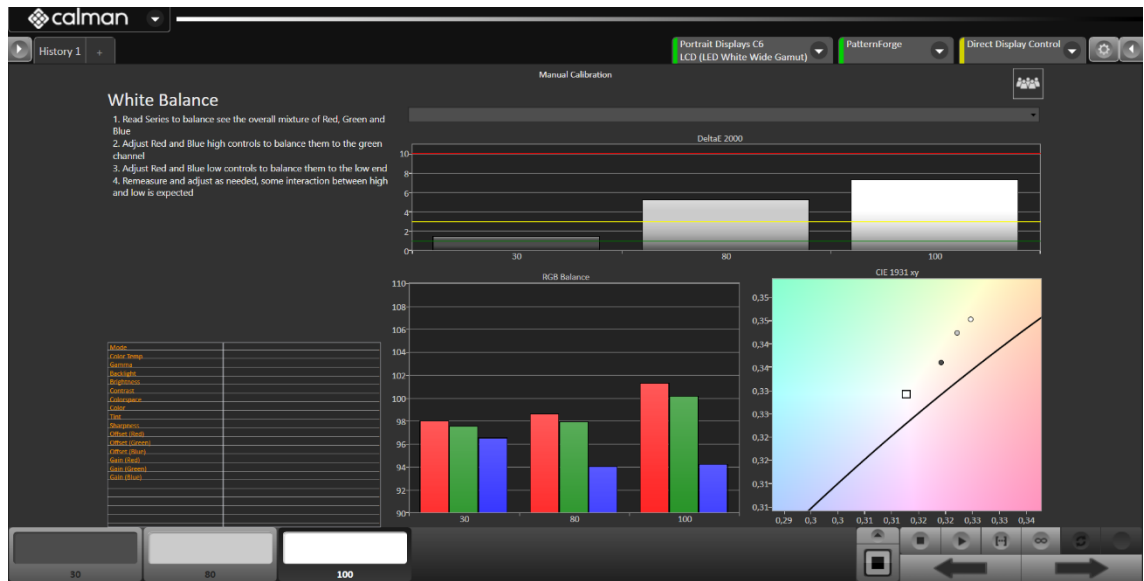 calman
History 1 +
Portrait Displays C6
LCD (LED White Wide Gamut)
PatternForge
Direct Display Control
Manual Calibration
White Balance
1. Read Series to balance see the overall mixture of Red, Green and
Blue
2. Adjust Red and Blue high controls to balance them to the green
channel
3. Adjust Red and Blue low controls to balance them to the low end
4. Remeasure and adjust as needed, some interaction between high
and low is expected
DeltaE 2000
10
8
6
4
2
0
30 80 100
RGB Balance
110
108
106
104
102
100
98
96
94
92
90
30 80 100
CIE 1931 xy
0,35
0,35
0,34
0,34
0,33
0,33
0,32
0,32
0,31
0,31
0,29 0,3 0,3 0,31 0,31 0,32 0,32 0,33 0,33 0,34
Mode
Color Temp
Gamma
Backlight
Brightness
Contrast
Colorspace
Color
Tint
Sharpness
Offset (Red)
Offset (Green)
Offset (Blue)
Gain (Red)
Gain (Green)
Gain (Blue)
30 80 100